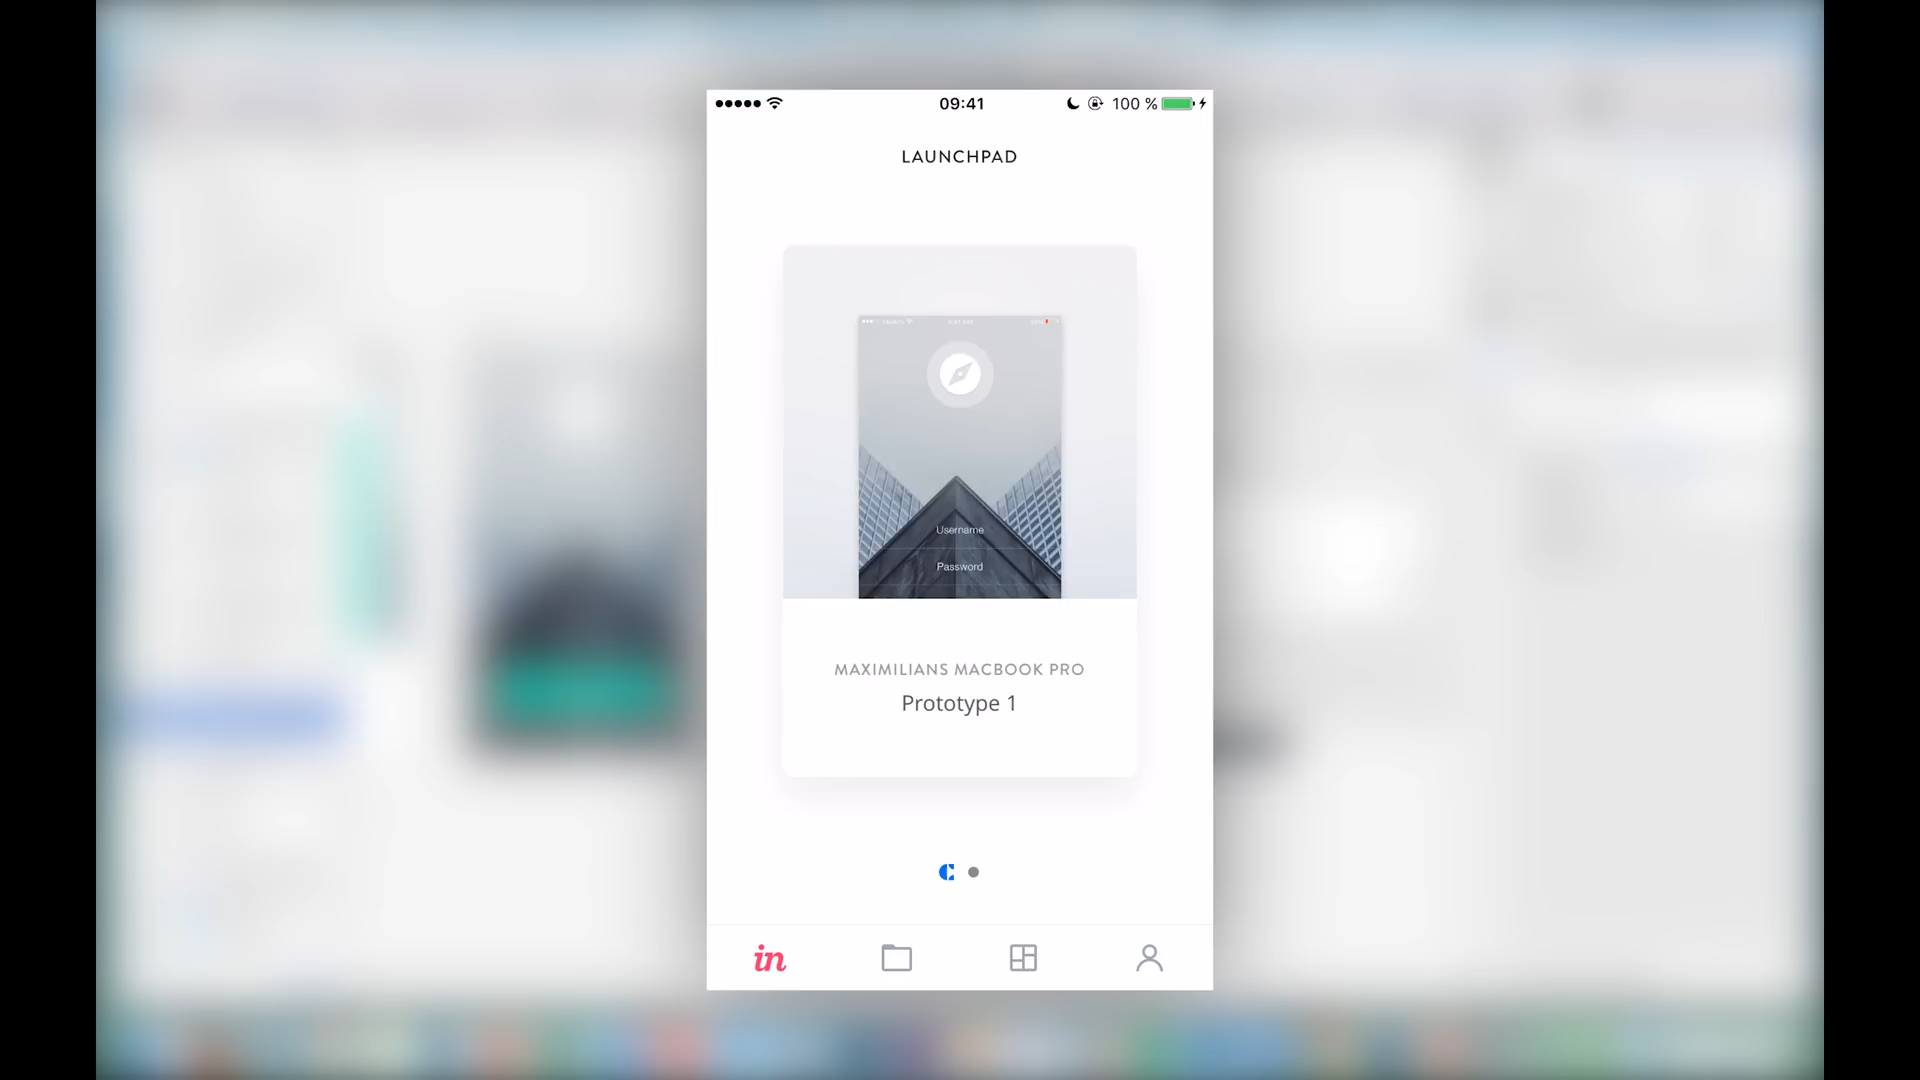 09:41
100 %
LAUNCHPAD
Username
Password
MAXIMILIANS MACBOOK PRO
Prototype 1
in